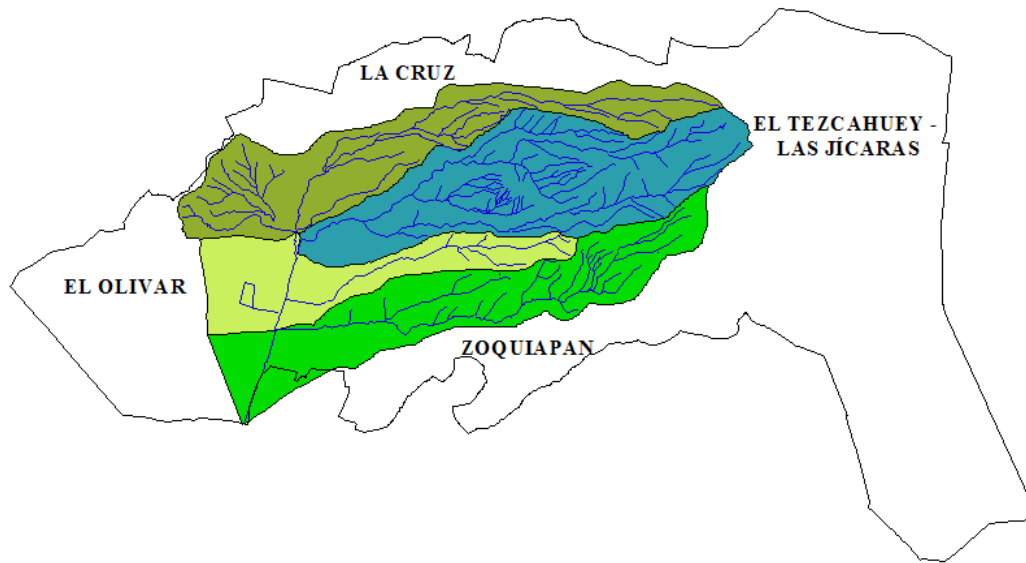 LA CRUZ
EL TEZCAHUEY -
LAS JÍCARAS
EL OLIVAR
ZOQUIAPAN